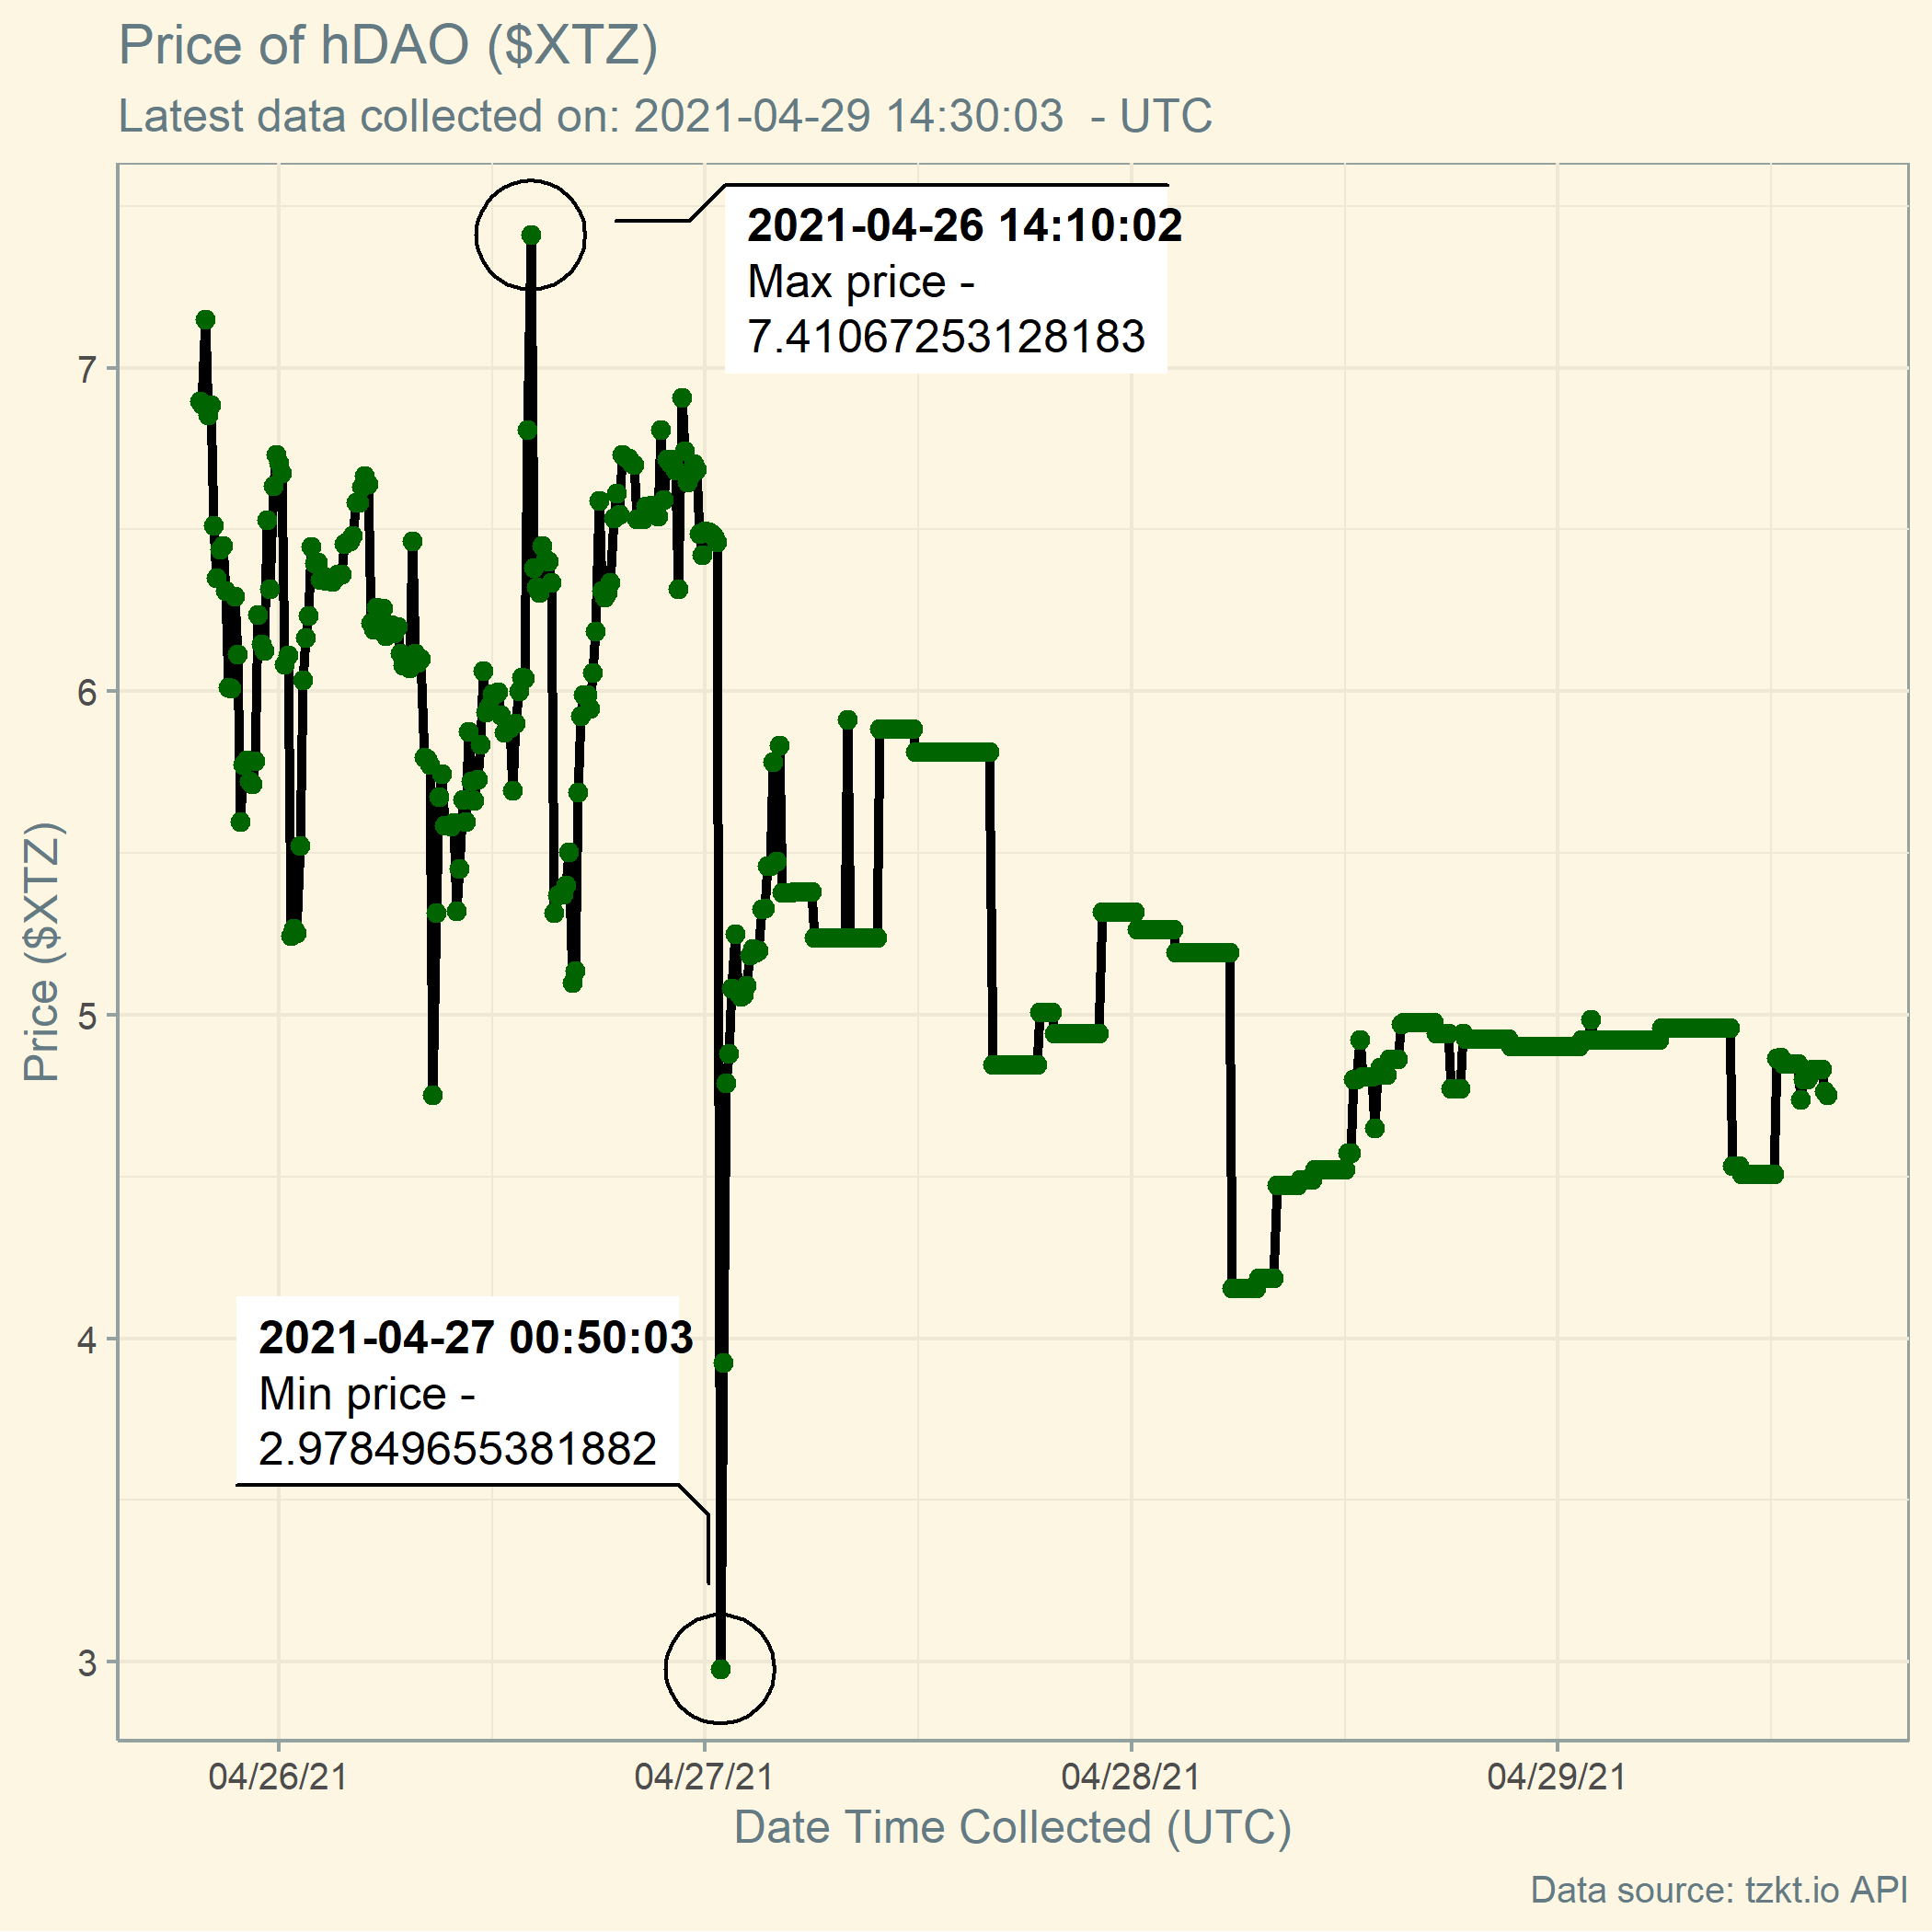 Price of hDAO ($XTZ)
Latest data collected on: 2021-04-29 14:30:03  - UTC
2021-04-26 14:10:02
Max price -
7.41067253128183
7
6
5
4
3
Price ($XTZ)
2021-04-27 00:50:03
Min price -
2.97849655381882
04/26/21
04/27/21
04/28/21
04/29/21
Date Time Collected (UTC)
Data source: tzkt.io API